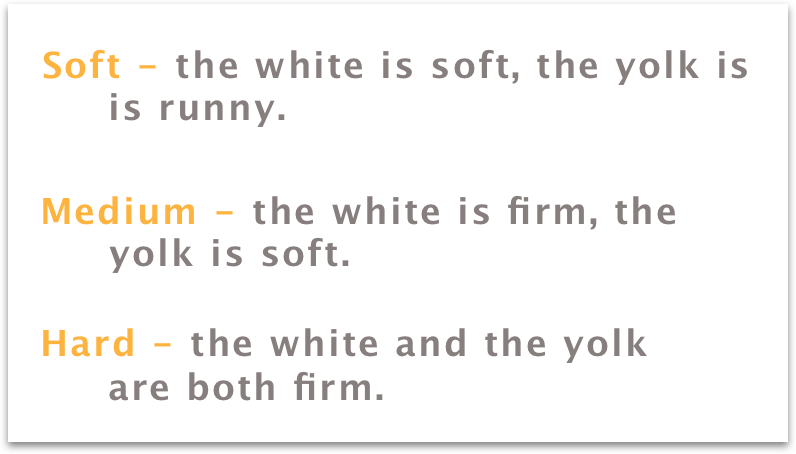 Soft – the white is soft, the yolk is
is runny.
Medium – the white is firm, the
yolk is soft.
Hard – the white and the yolk
are both firm.